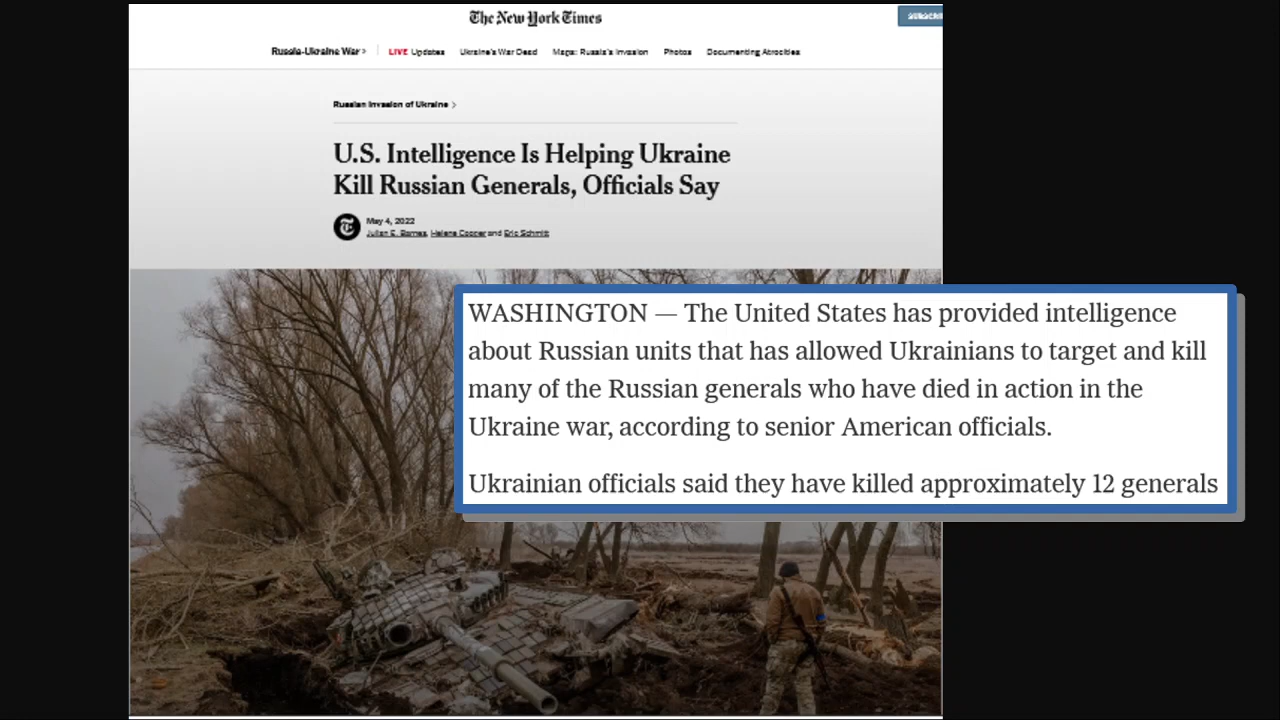 The New York Times
SUBSCRI
Russia-Ukraine War
LIVE Updates
Ukraine's War Dead
Maps: Russia's Invasion
Photos
Documenting Atrocities
Russian Invasion of Ukraine
U.S. Intelligence Is Helping Ukraine
Kill Russian Generals, Officials Say
May 4, 2022
Julian E. Barnes, Helene Cooper and Eric Schmitt
WASHINGTON — The United States has provided intelligence
about Russian units that has allowed Ukrainians to target and kill
many of the Russian generals who have died in action in the
Ukraine war, according to senior American officials.
Ukrainian officials said they have killed approximately 12 generals